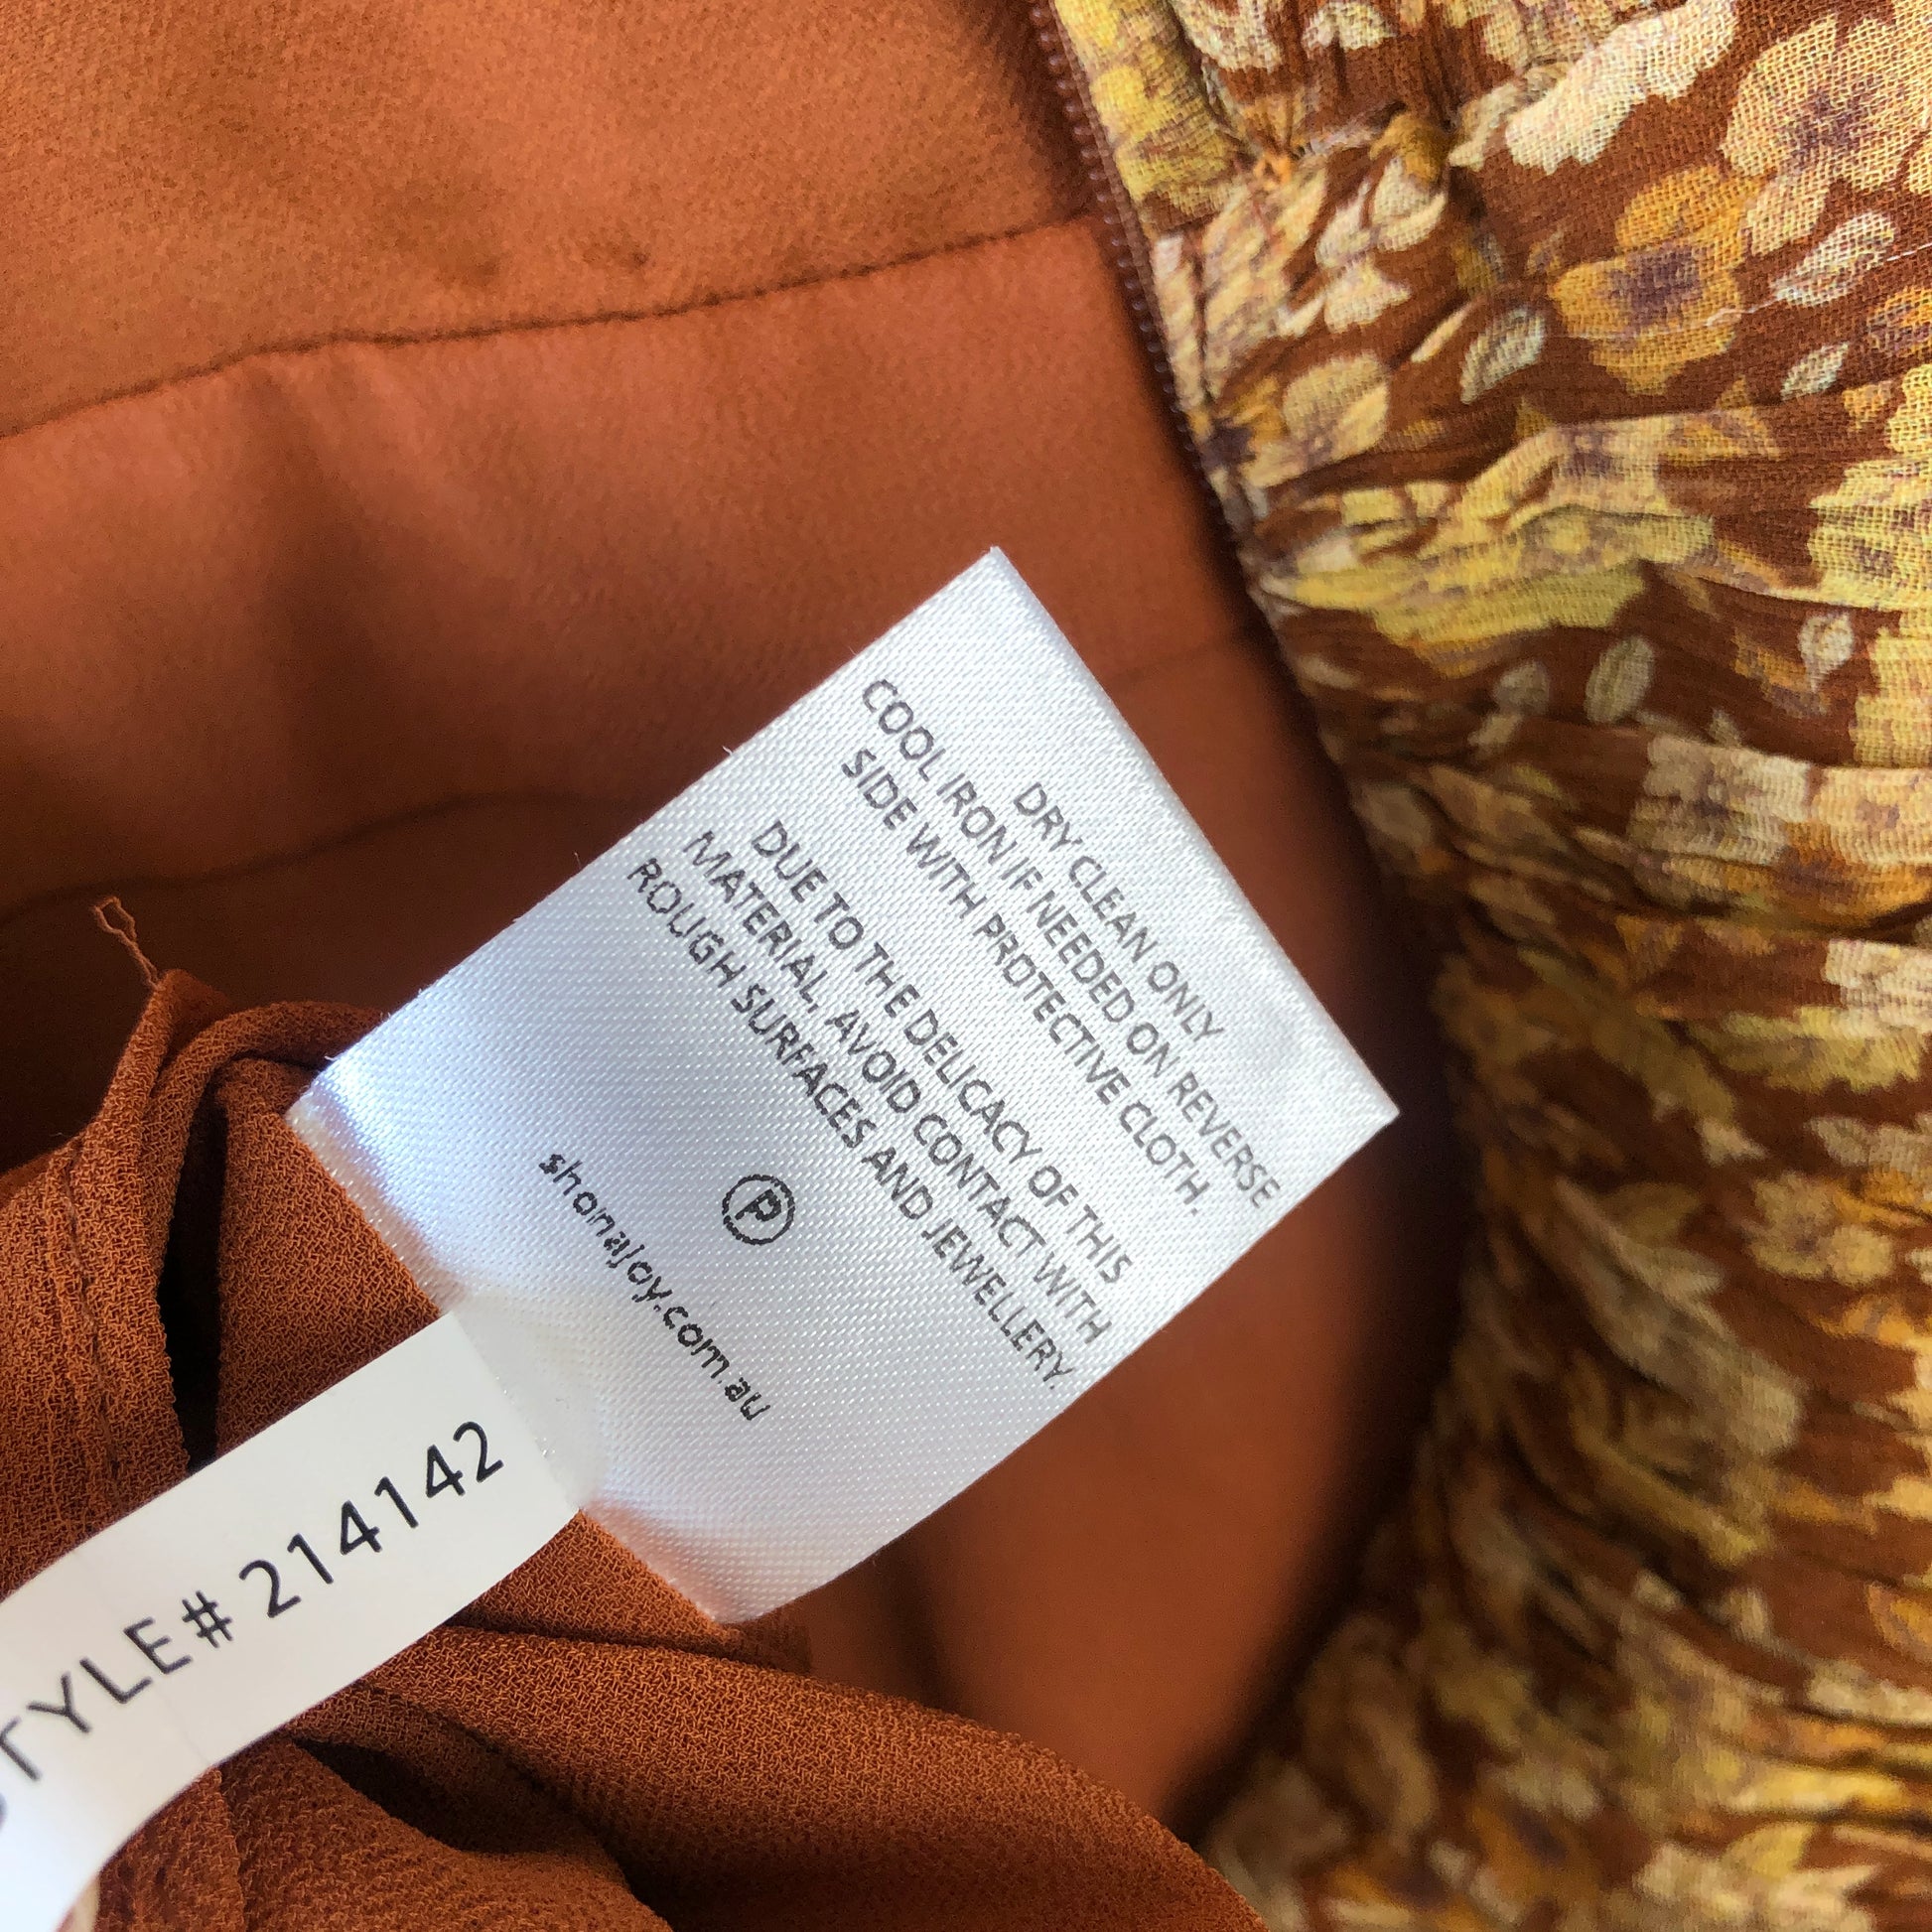 DRY CLEAN ONLY
COOL IRON IF NEEDED ON REVERSE
SIDE WITH PROTECTIVE CLOTH.
DUE TO THE DELICACY OF THIS
MATERIAL, AVOID CONTACT WITH
ROUGH SURFACES AND JEWELLERY.
P
shonajoy.com.au
STYLE# 214142